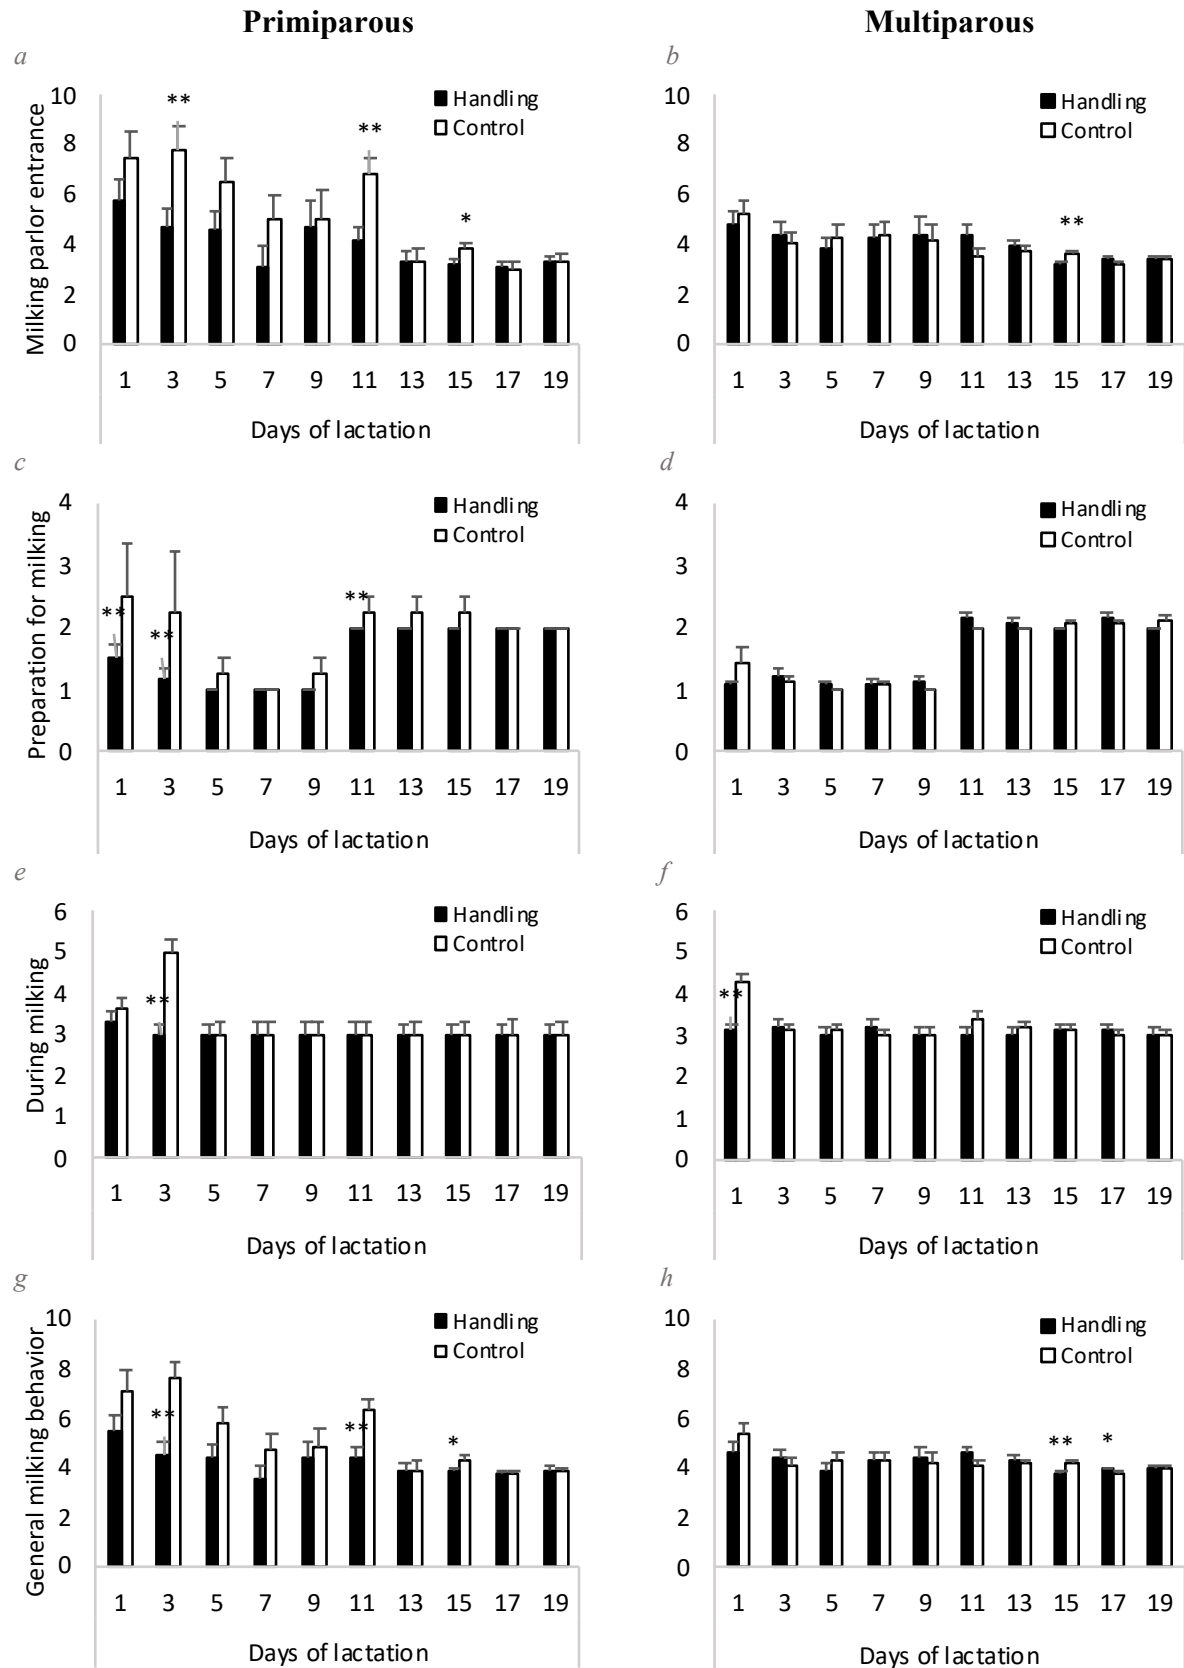 Primiparous
Multiparous
a
Milking parlor entrance
10
8
6
4
2
0
**
**
*
Handling
Control
1 3 5 7 9 11 13 15 17 19
Days of lactation
b
10
8
6
4
2
0
**
Handling
Control
1 3 5 7 9 11 13 15 17 19
Days of lactation
c
Preparation for milking
4
3
2
1
0
**
**
**
Handling
Control
1 3 5 7 9 11 13 15 17 19
Days of lactation
d
4
3
2
1
0
Handling
Control
1 3 5 7 9 11 13 15 17 19
Days of lactation
e
During milking
6
5
4
3
2
1
0
**
Handling
Control
1 3 5 7 9 11 13 15 17 19
Days of lactation
f
6
5
4
3
2
1
0
**
Handling
Control
1 3 5 7 9 11 13 15 17 19
Days of lactation
g
General milking behavior
10
8
6
4
2
0
**
**
*
Handling
Control
1 3 5 7 9 11 13 15 17 19
Days of lactation
h
10
8
6
4
2
0
**
*
Handling
Control
1 3 5 7 9 11 13 15 17 19
Days of lactation